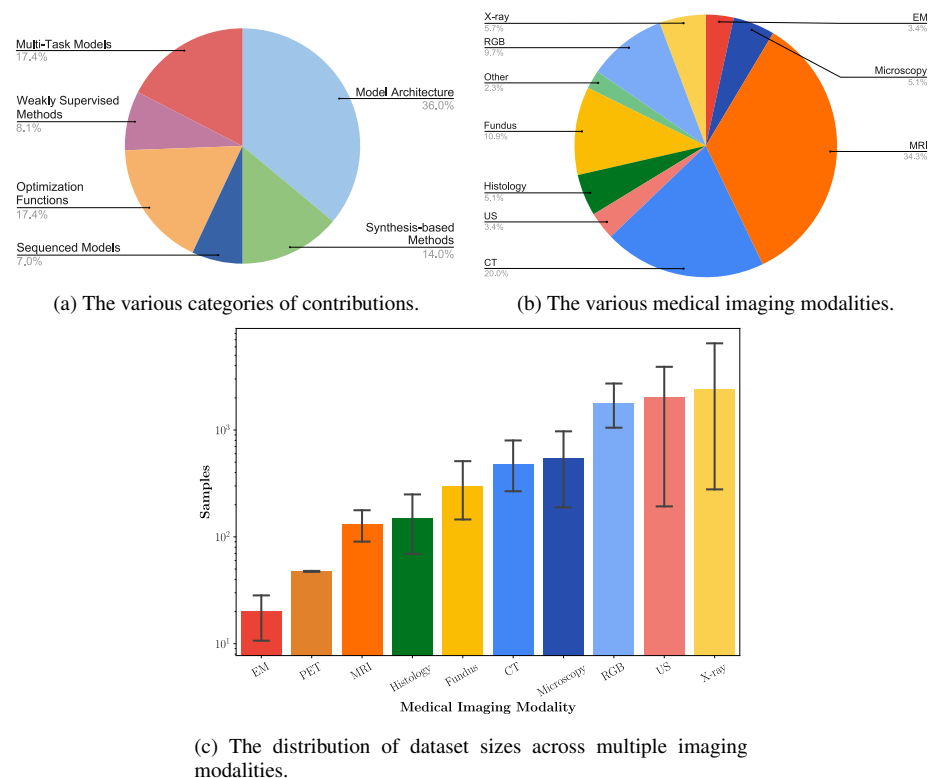 Multi-Task Models
17.4%
Weakly Supervised
Methods
8.1%
Optimization
Functions
17.4%
Sequenced Models
7.0%
Model Architecture
36.0%
Synthesis-based
Methods
14.0%
(a) The various categories of contributions.
X-ray
5.7%
RGB
9.7%
Other
2.3%
Fundus
10.9%
Histology
5.1%
US
3.4%
CT
20.0%
EM
3.4%
Microscopy
5.1%
MRI
34.3%
(b) The various medical imaging modalities.
Samples
10³
10²
10¹
EM
PET
MRI
Histology
Fundus
CT
Microscopy
RGB
US
X-ray
Medical Imaging Modality
(c) The distribution of dataset sizes across multiple imaging
modalities.